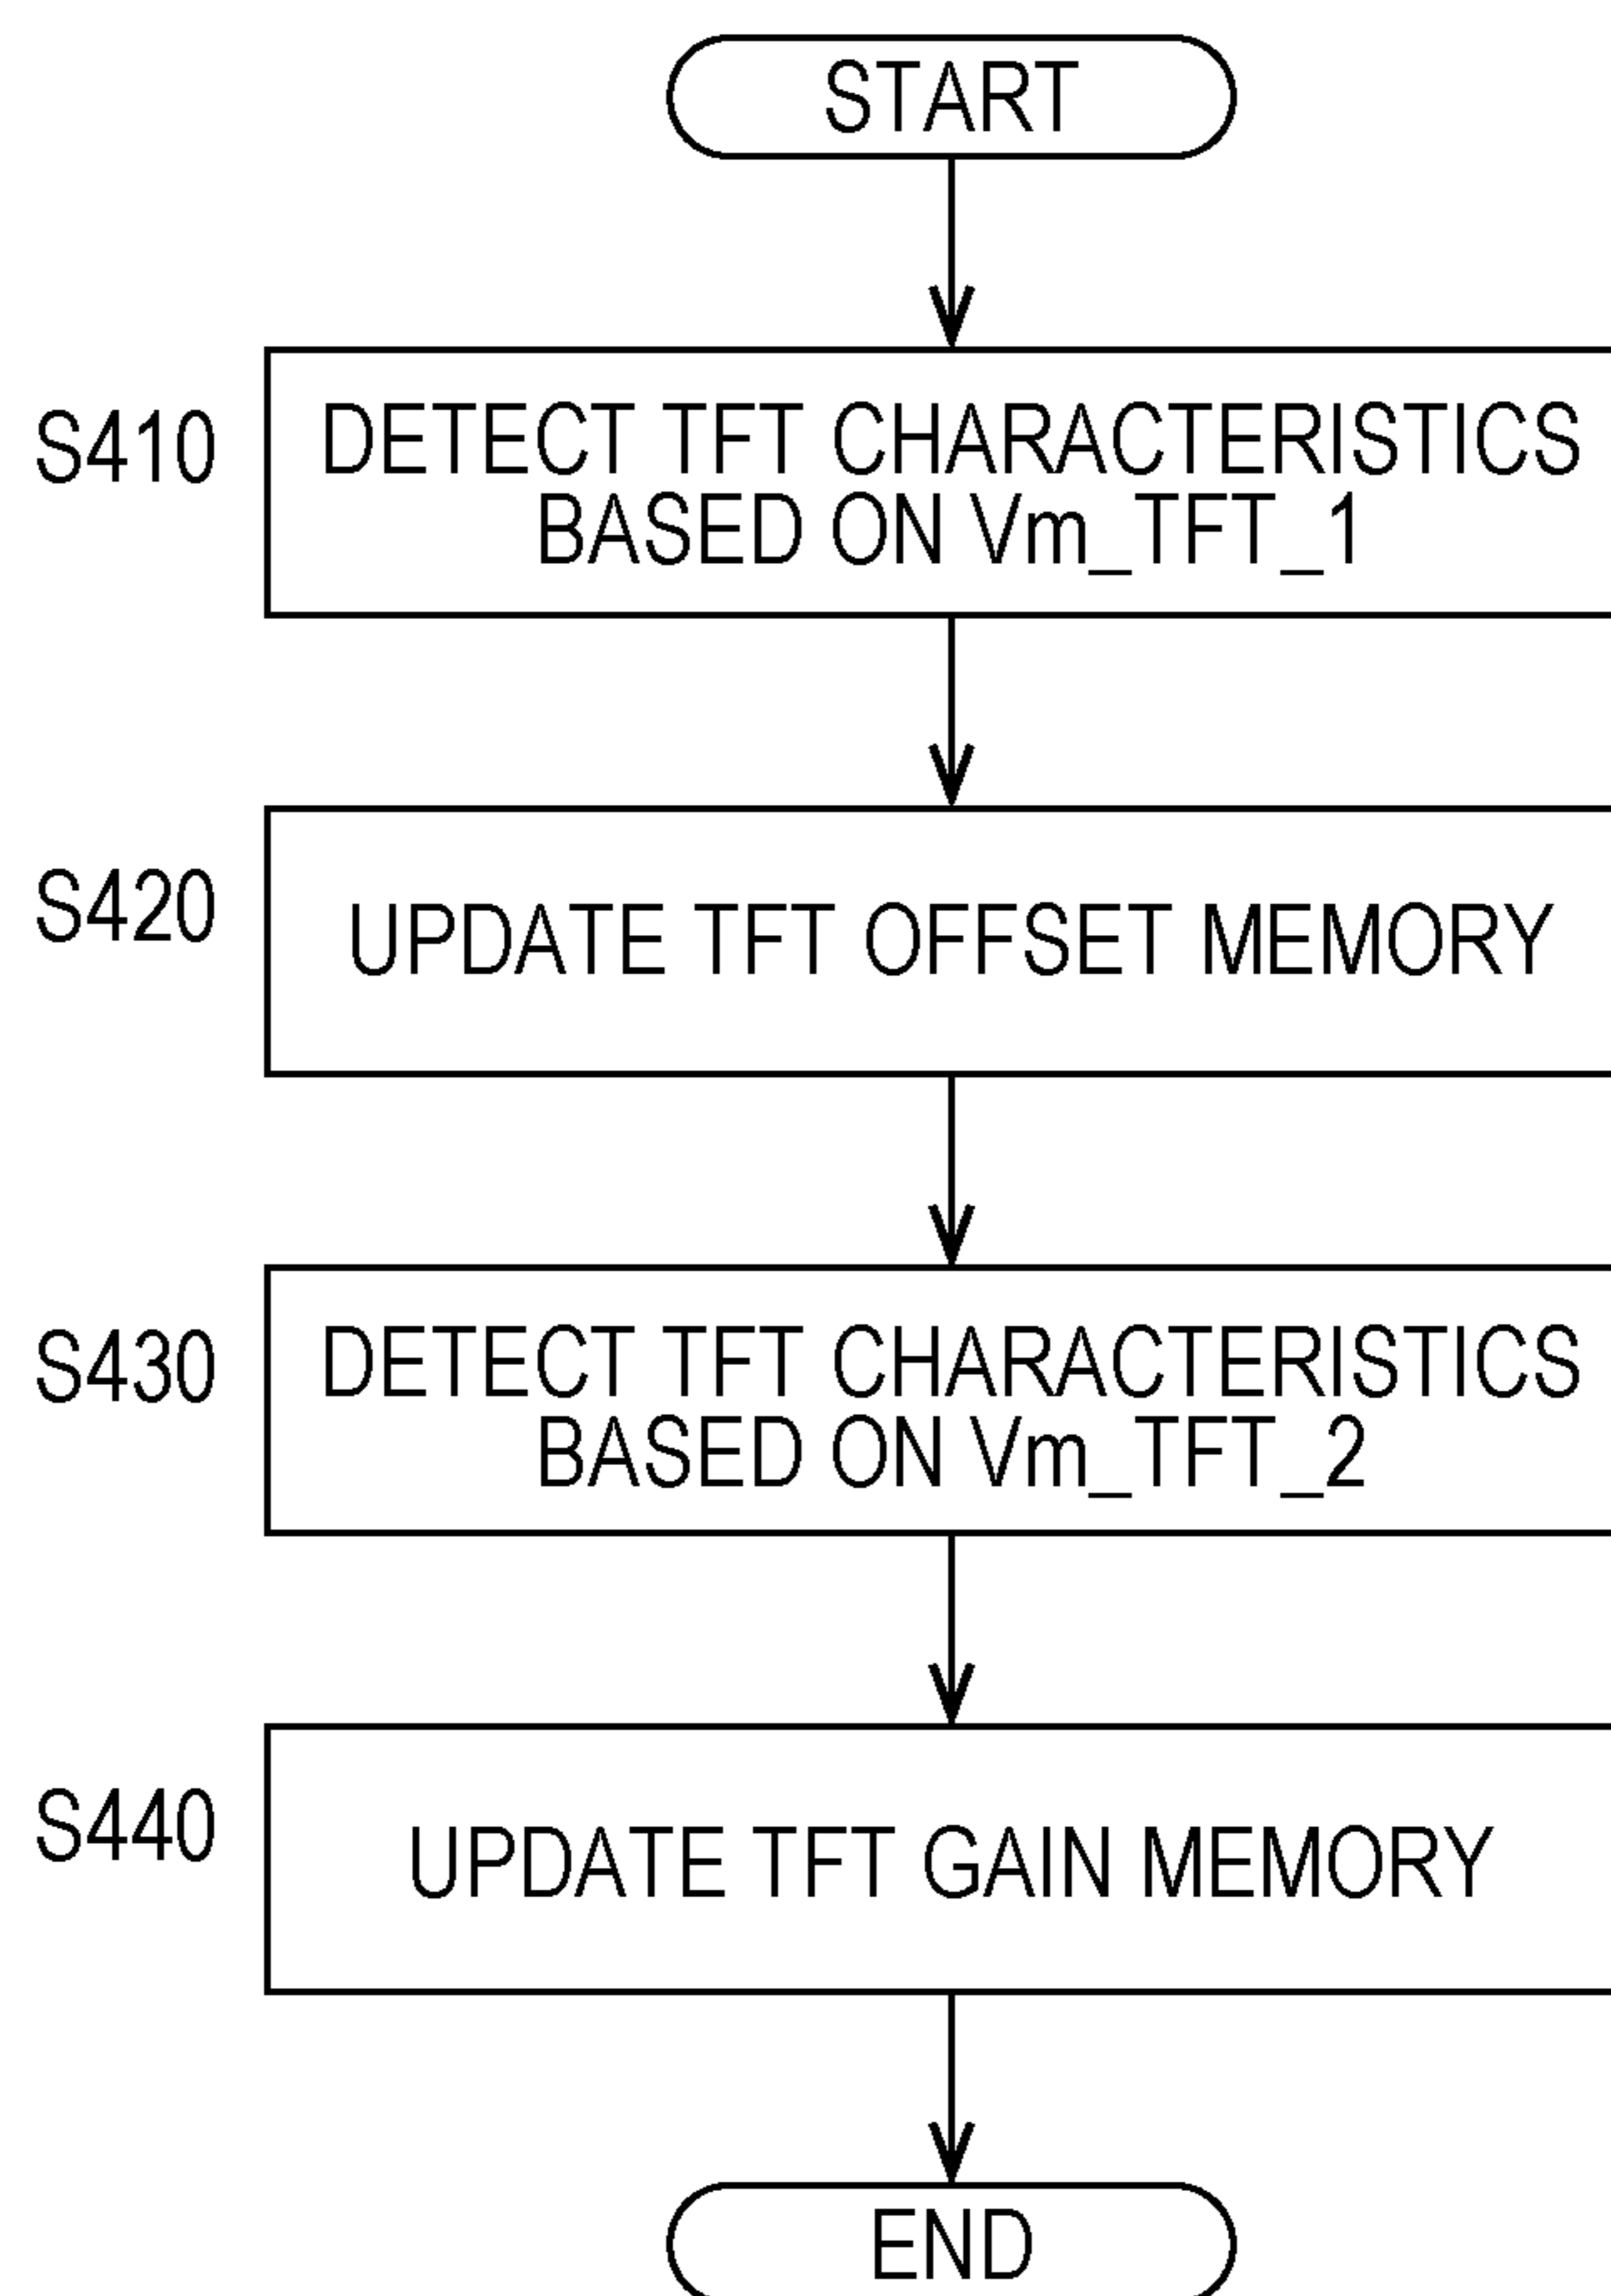 START
S410
DETECT TFT CHARACTERISTICS
BASED ON Vm_TFT_1
S420
UPDATE TFT OFFSET MEMORY
S430
DETECT TFT CHARACTERISTICS
BASED ON Vm_TFT_2
S440
UPDATE TFT GAIN MEMORY
END